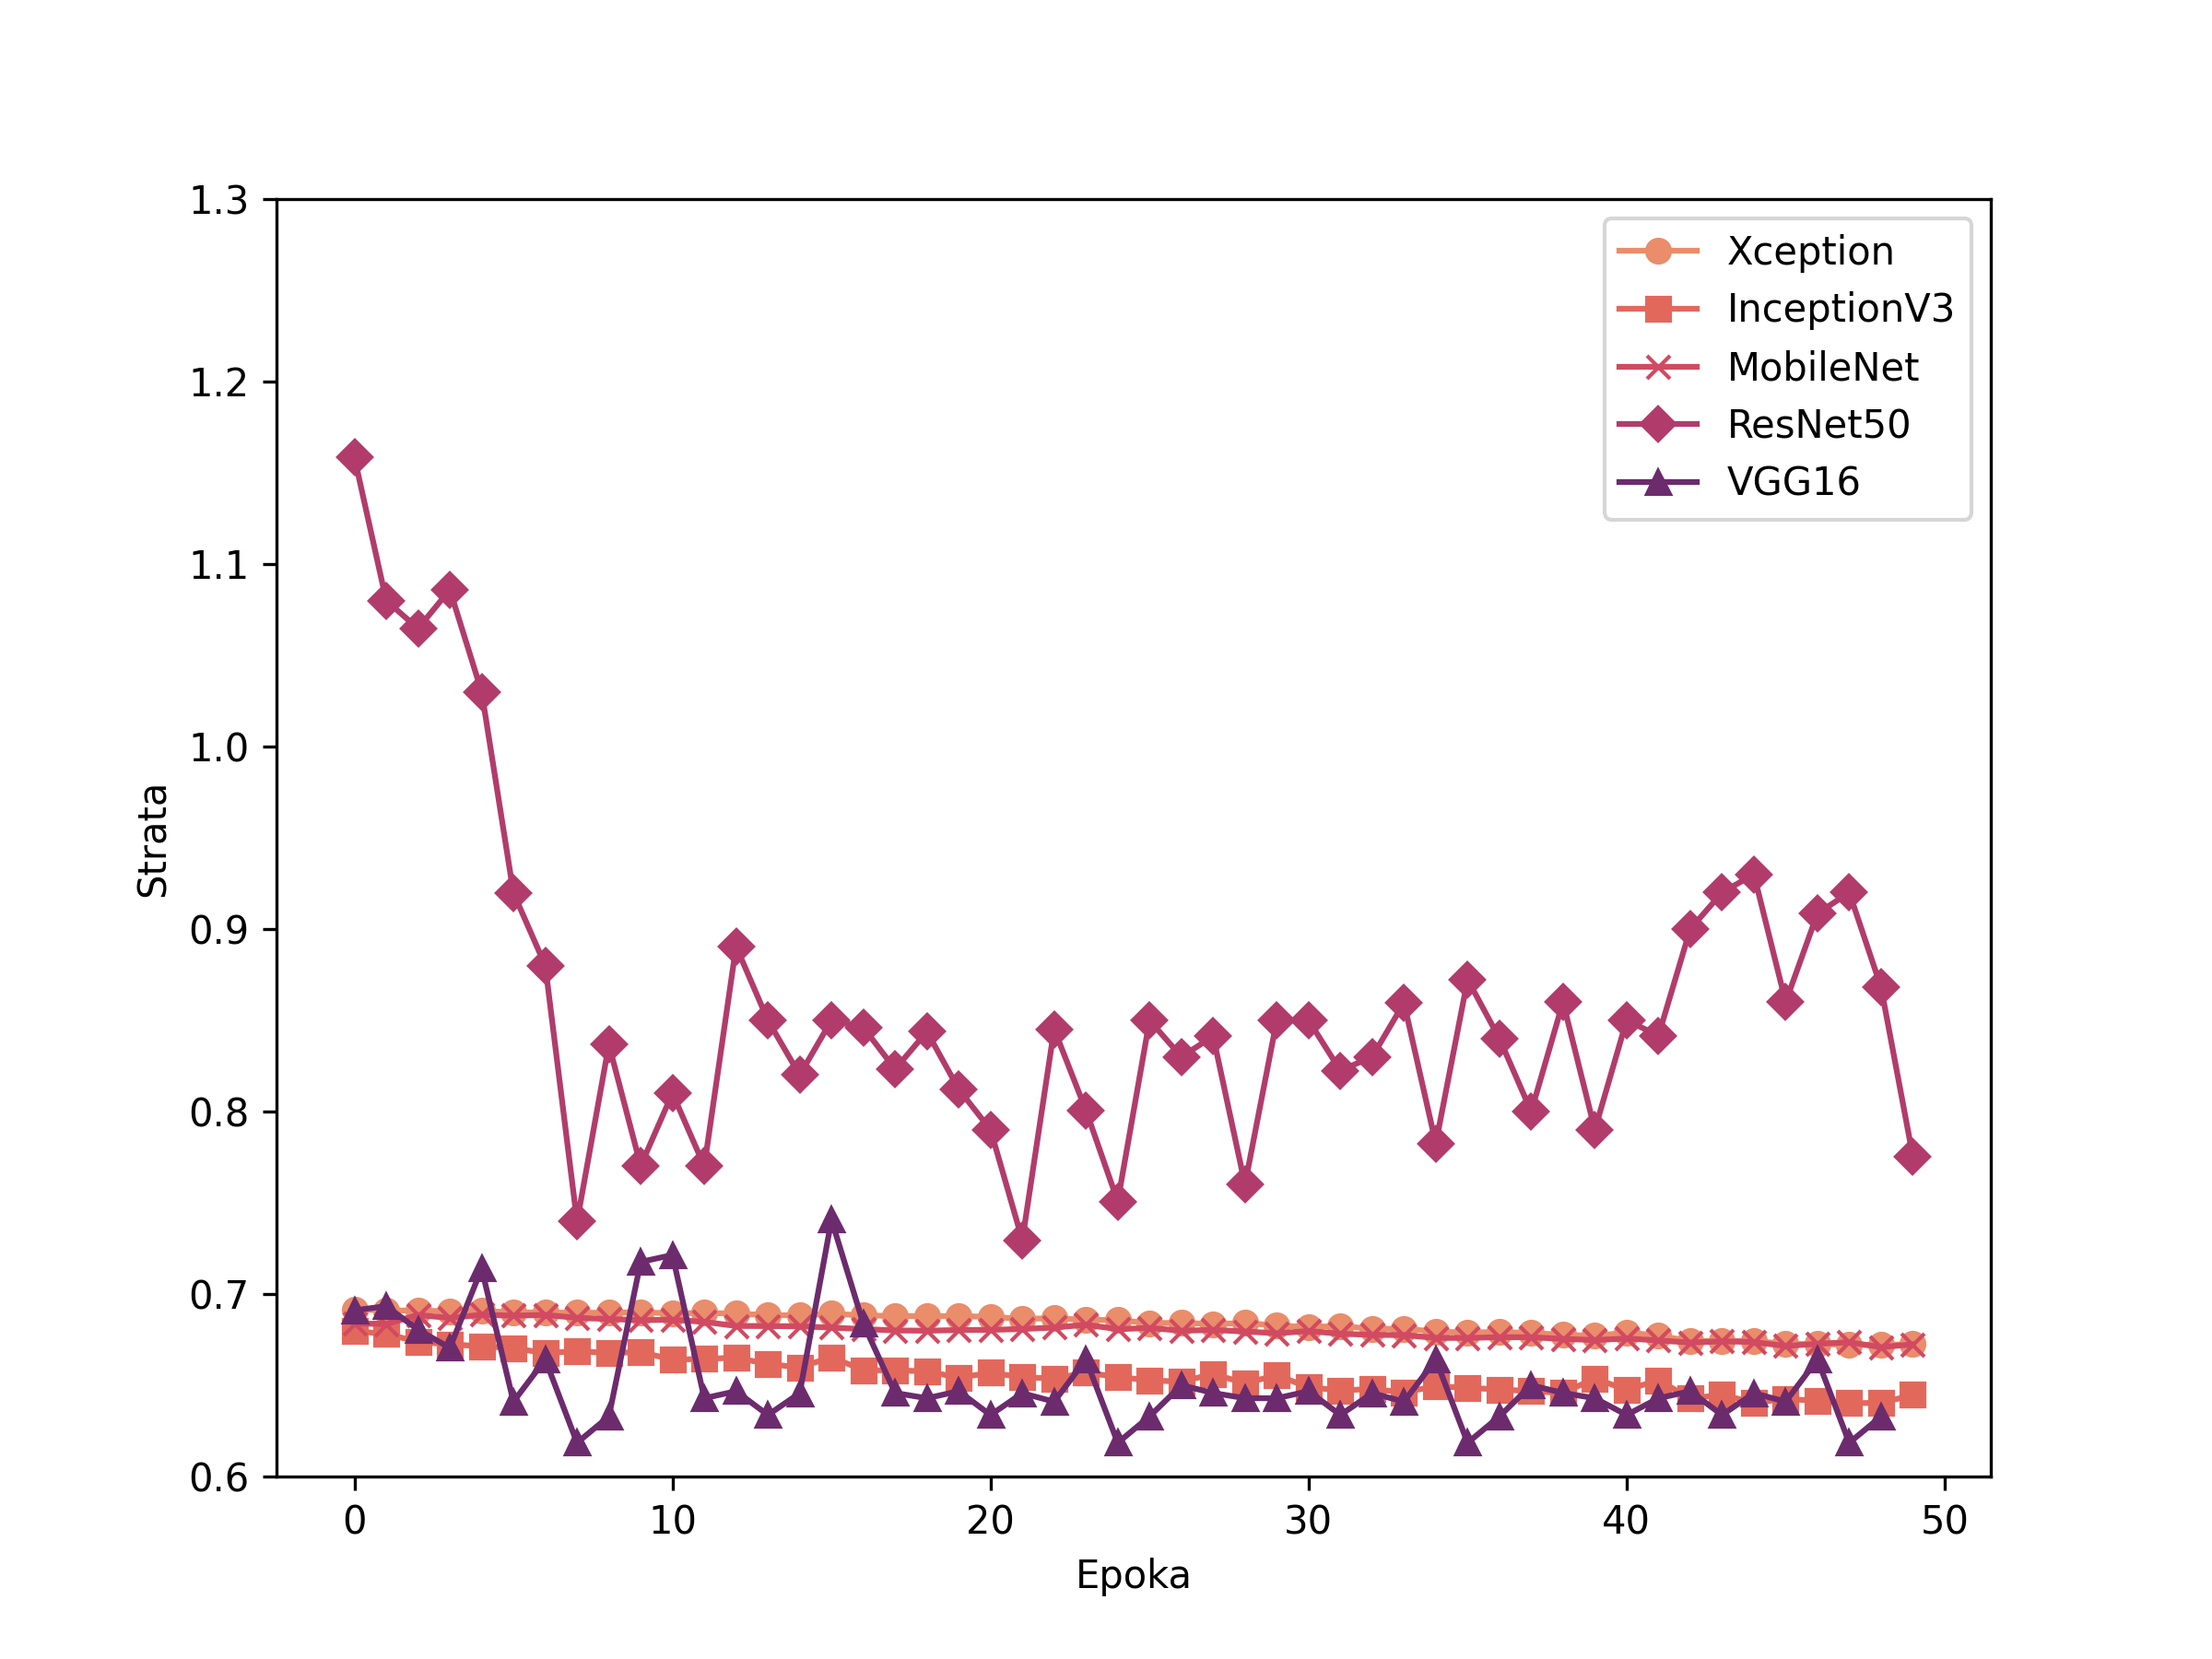 1.3
1.2
1.1
1.0
0.9
0.8
0.7
0.6
Strata
0 10 20 30 40 50
Epoka
Xception
InceptionV3
MobileNet
ResNet50
VGG16